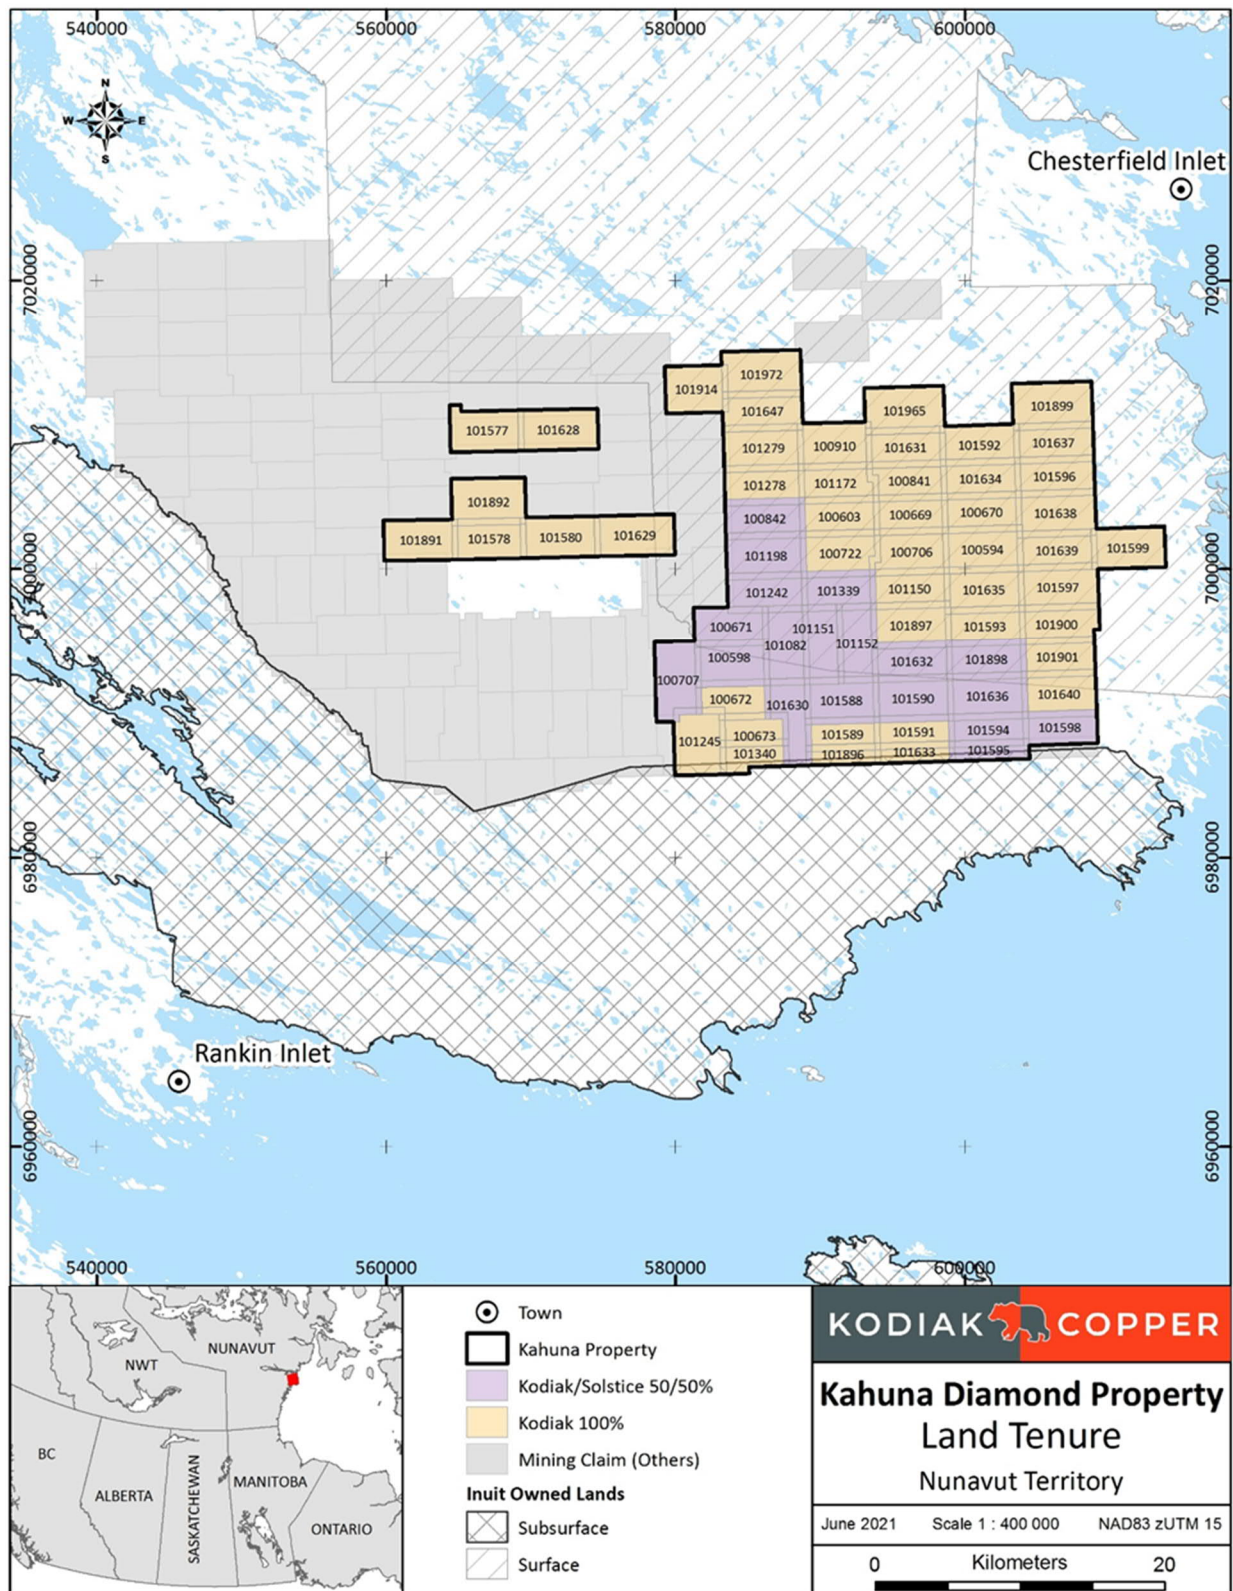 540000 560000 580000 600000
N
W E
S
Chesterfield Inlet
7020000 7020000
101972
101914
101647 101965 101899
101577 101628
101279 100910 101631 101592 101637
101278 101172 100841 101634 101596
101892
100842 100603 100669 100670 101638
101891 101578 101580 101629
101198 100722 100706 100594 101639 101599
7000000 7000000
101242 101339 101150 101635 101597
100671 101151 101897 101593 101900
101082 101152
100598 101632 101898 101901
100707
100672 101630 101588 101590 101636 101640
101245 100673 101589 101591 101594 101598
101340 101896 101633 101595
6980000 6980000
Rankin Inlet
6960000 6960000
540000 560000 580000 600000
NUNAVUT
NWT
BC
ALBERTA
SASKATCHEWAN
MANITOBA
ONTARIO
Town
Kahuna Property
Kodiak/Solstice 50/50%
Kodiak 100%
Mining Claim (Others)
Inuit Owned Lands
Subsurface
Surface
KODIAK COPPER
Kahuna Diamond Property
Land Tenure
Nunavut Territory
June 2021 Scale 1 : 400 000 NAD83 zUTM 15
0 Kilometers 20